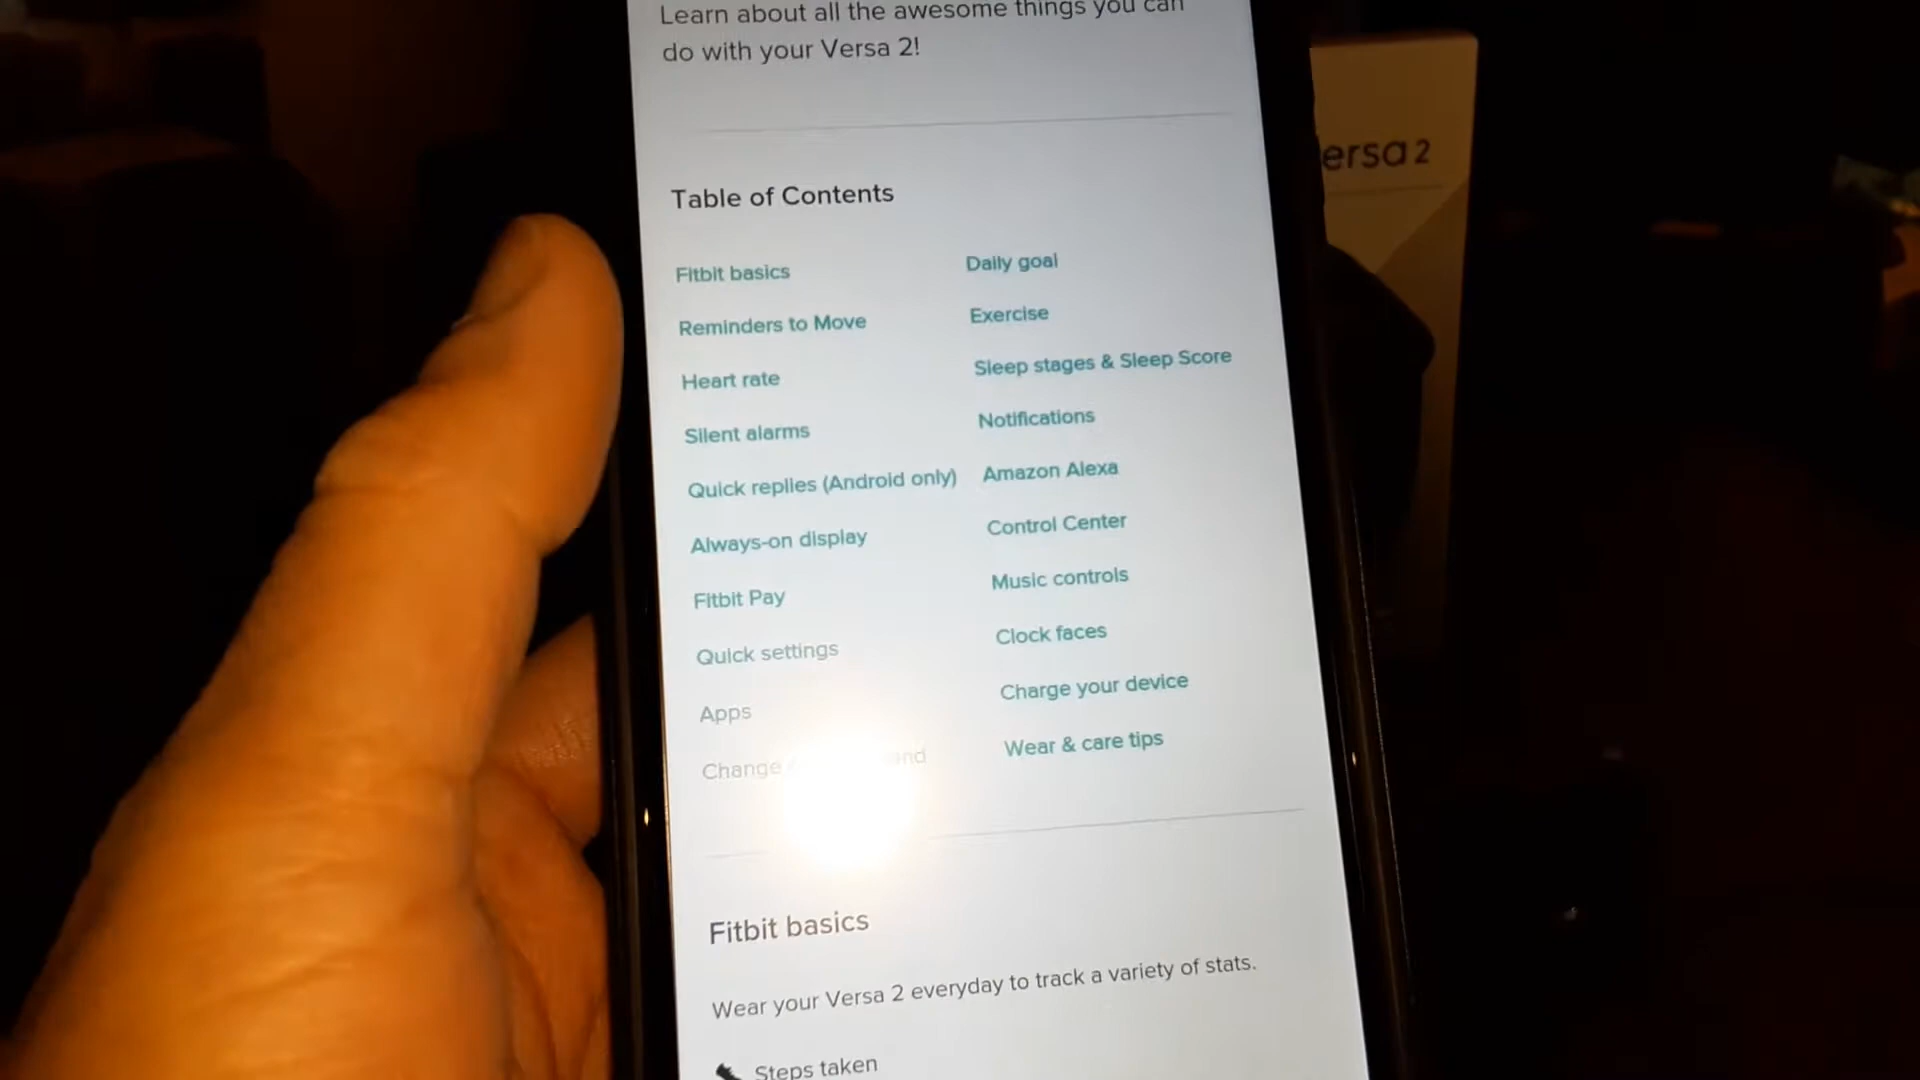 Learn about all the awesome things you can
do with your Versa 2!
ersa 2
Table of Contents
Fitbit basics
Daily goal
Reminders to Move
Exercise
Heart rate
Sleep stages & Sleep Score
Silent alarms
Notifications
Quick replies (Android only)
Amazon Alexa
Always-on display
Control Center
Fitbit Pay
Music controls
Quick settings
Clock faces
Apps
Charge your device
Change
Wear & care tips
Fitbit basics
Wear your Versa 2 everyday to track a variety of stats.
Steps taken